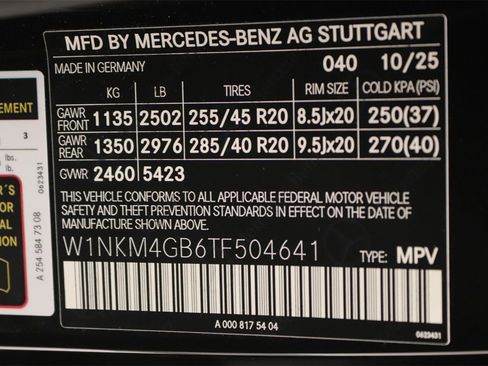 MFD BY MERCEDES-BENZ AG STUTTGART
MADE IN GERMANY 040 10/25
KG LB TIRES RIM SIZE COLD KPA(PSI)
GAWR FRONT 1135 2502 255/45 R20 8.5Jx20 250(37)
GAWR REAR 1350 2976 285/40 R20 9.5Jx20 270(40)
GVWR 2460 5423
THIS VEHICLE CONFORMS TO ALL APPLICABLE FEDERAL MOTOR VEHICLE
SAFETY AND THEFT PREVENTION STANDARDS IN EFFECT ON THE DATE
OF MANUFACTURE SHOWN ABOVE.
W1NKM4GB6TF504641 TYPE: MPV
A 000 817 54 04
0623431
EMENT
3
lbs.
lb.
0623431
R´S
OR
ON
A 254 584 73 08